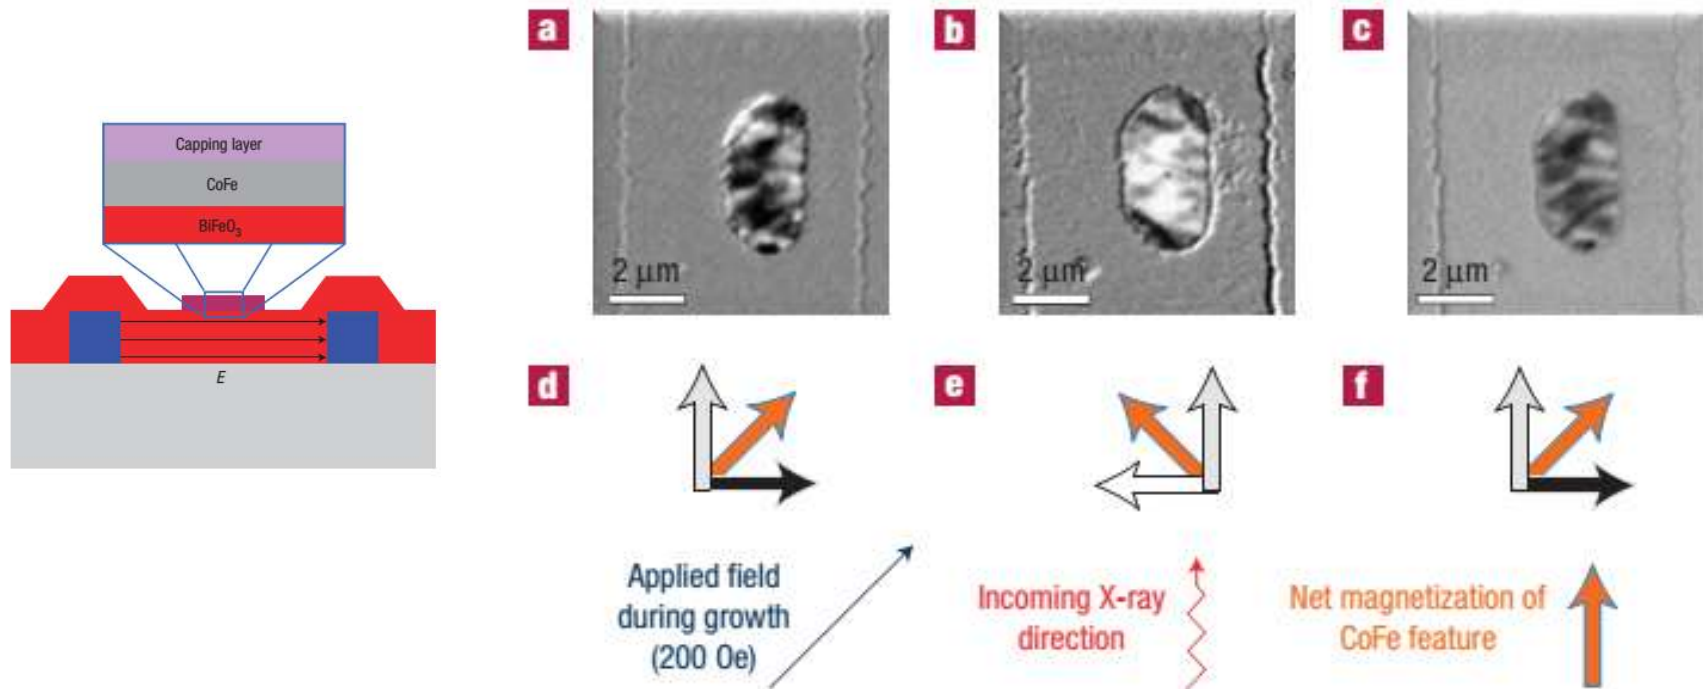 Capping layer
CoFe
BiFeO₃
E
a
2 μm
b
2 μm
c
2 μm
d
e
f
Applied field
during growth
(200 Oe)
Incoming X-ray
direction
Net magnetization of
CoFe feature